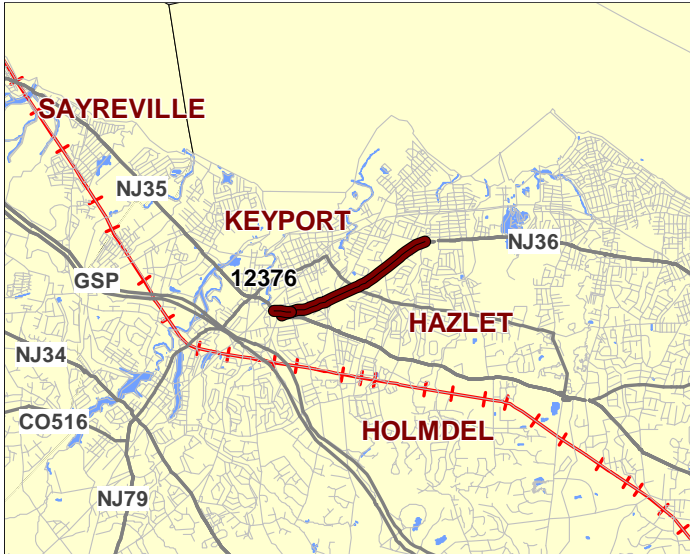 SAYREVILLE
NJ35
KEYPORT
NJ36
12376
GSP
HAZLET
NJ34
CO516
HOLMDEL
NJ79